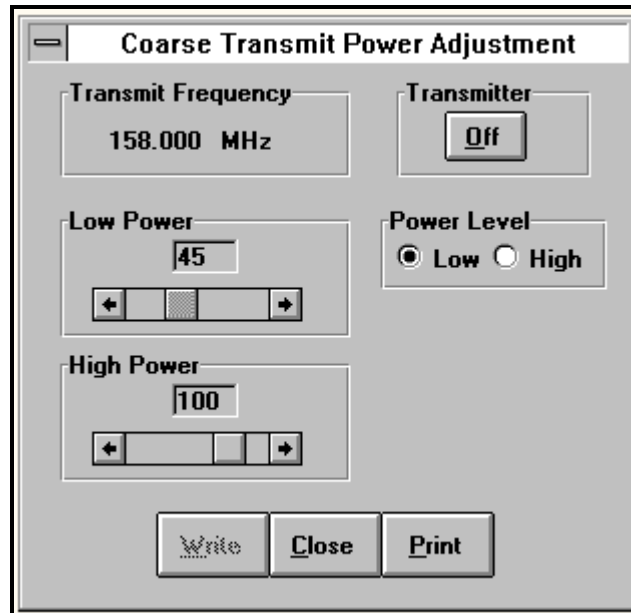 Coarse Transmit Power Adjustment
Transmit Frequency
158.000 MHz
Transmitter
Off
Low Power
45
Power Level
Low High
High Power
100
Write Close Print